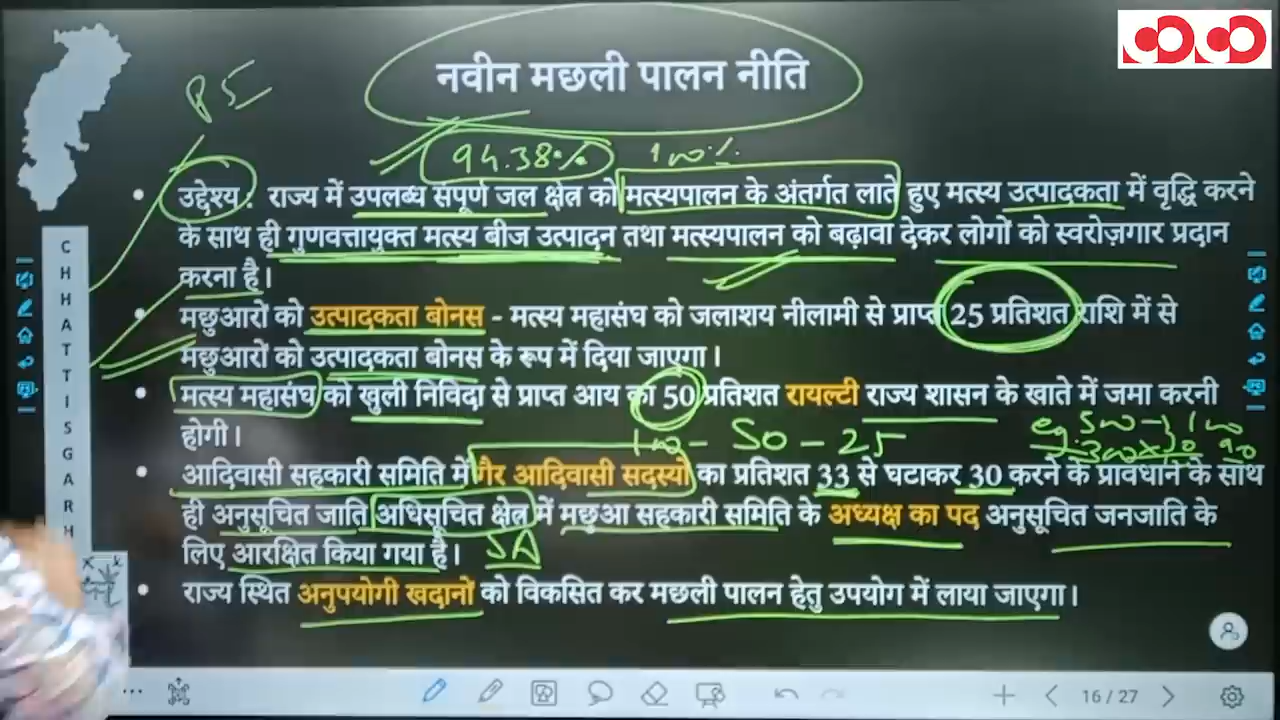 नवीन मछली पालन नीति
85
94.38% 100%
• उद्देश्य : राज्य में उपलब्ध संपूर्ण जल क्षेत्र को मत्स्यपालन के अंतर्गत लाते हुए मत्स्य उत्पादकता में वृद्धि करने
के साथ ही गुणवत्तायुक्त मत्स्य बीज उत्पादन तथा मत्स्यपालन को बढ़ावा देकर लोगों को स्वरोज़गार प्रदान
करना है।
• मछुआरों को उत्पादकता बोनस - मत्स्य महासंघ को जलाशय नीलामी से प्राप्त 25 प्रतिशत राशि में से
मछुआरों को उत्पादकता बोनस के रूप में दिया जाएगा।
• मत्स्य महासंघ को खुली निविदा से प्राप्त आय का 50 प्रतिशत रायल्टी राज्य शासन के खाते में जमा करनी
होगी।
100 - 50 - 25
• आदिवासी सहकारी समिति में गैर आदिवासी सदस्यो का प्रतिशत 33 से घटाकर 30 करने के प्रावधान के साथ
ही अनुसूचित जाति अधिसूचित क्षेत्र में मछुआ सहकारी समिति के अध्यक्ष का पद अनुसूचित जनजाति के
लिए आरक्षित किया गया है। SA
• राज्य स्थित अनुपयोगी खदानों को विकसित कर मछली पालन हेतु उपयोग में लाया जाएगा।
CHHATTISGARH
16 / 27